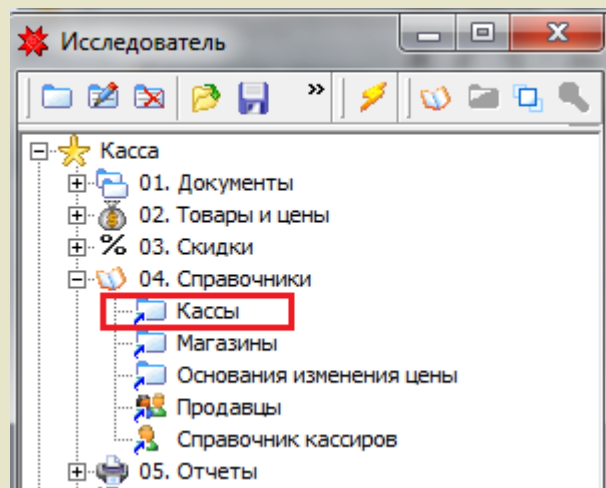 Исследователь
»
Касса
01. Документы
02. Товары и цены
% 03. Скидки
04. Справочники
Кассы
Магазины
Основания изменения цены
Продавцы
Справочник кассиров
05. Отчеты